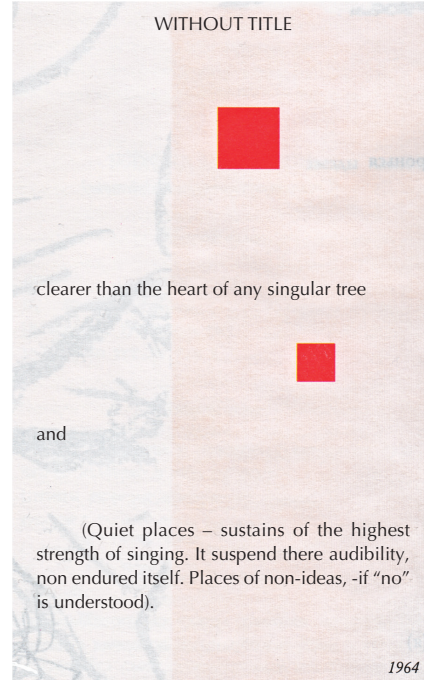 WITHOUT TITLE
clearer than the heart of any singular tree
and
(Quiet places – sustains of the highest
strength of singing. It suspend there audibility,
non endured itself. Places of non-ideas, -if “no”
is understood).
1964